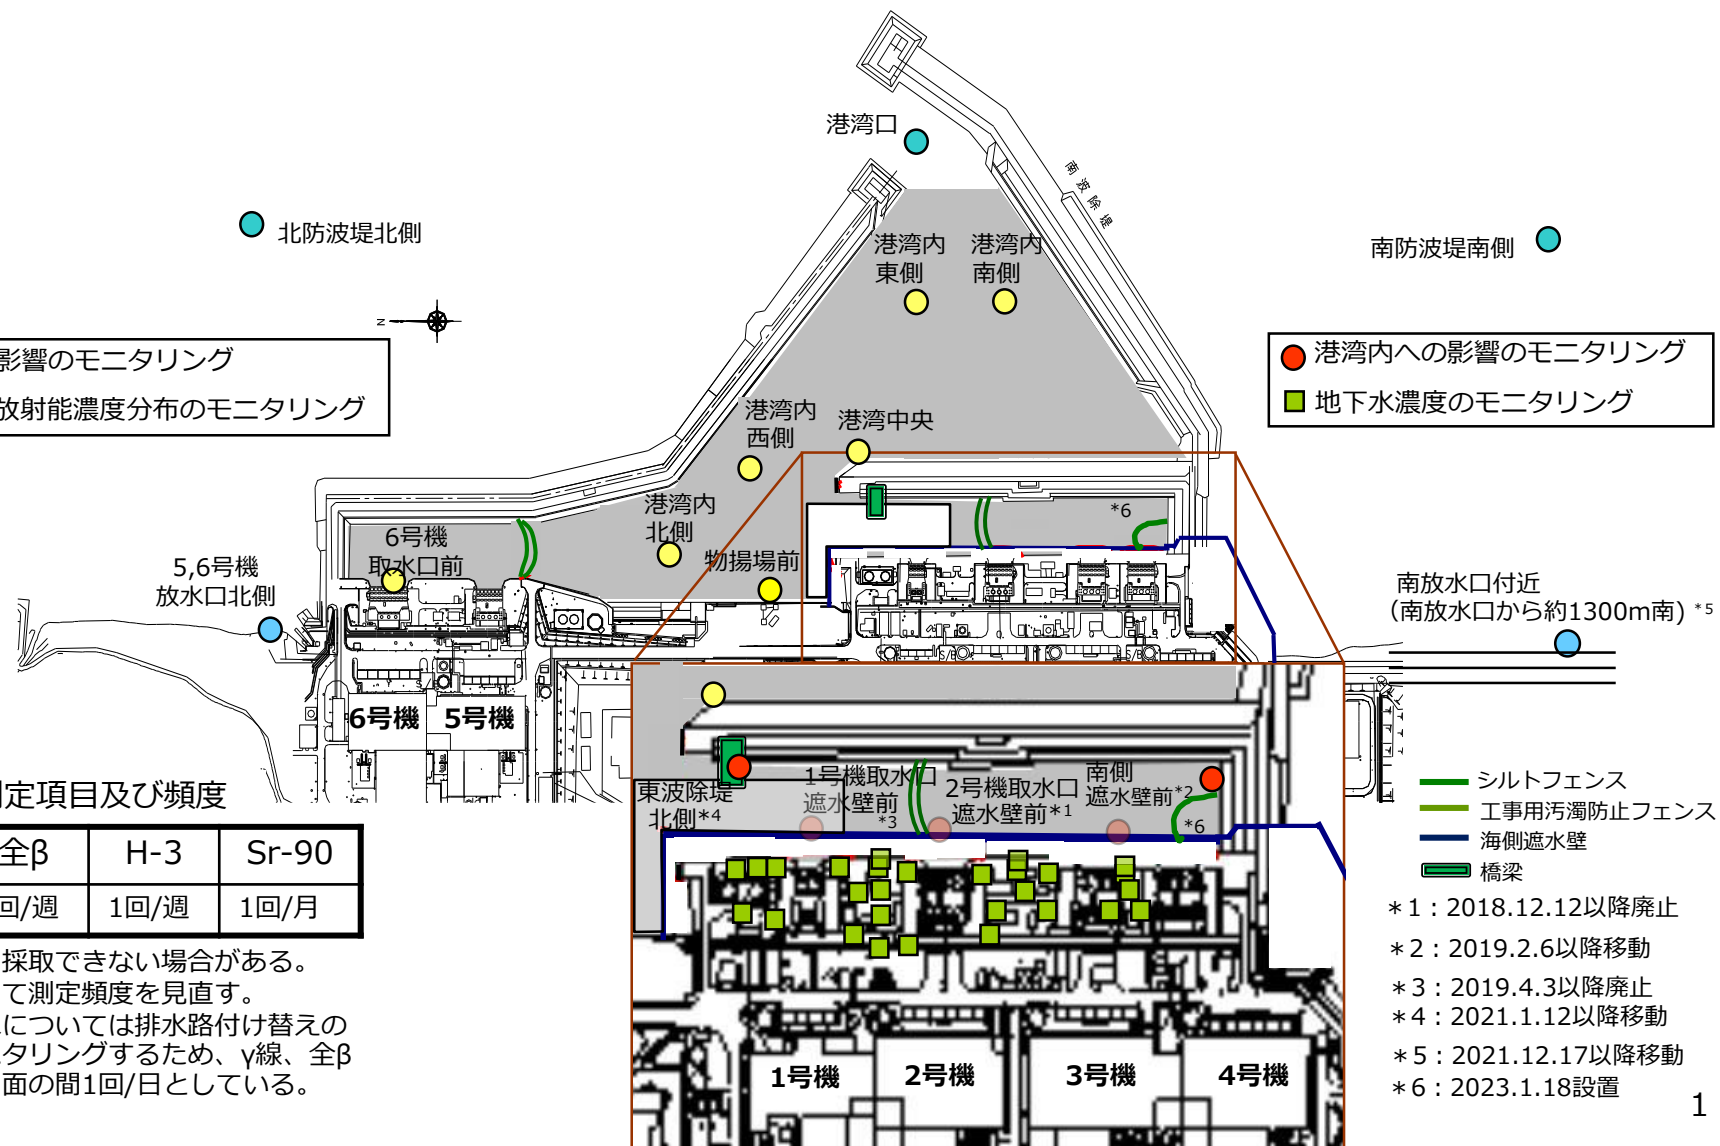 港湾口
南波除堤
北防波堤北側
南防波堤南側
港湾内
東側
港湾内
南側
N
影響のモニタリング
放射能濃度分布のモニタリング
港湾内への影響のモニタリング
地下水濃度のモニタリング
港湾内
西側
港湾中央
港湾内
北側
*6
6号機
取水口前
物揚場前
5,6号機
放水口北側
南放水口付近
(南放水口から約1300m南) *5
S/B
S/B
6号機
5号機
東波除堤
北側*4
1号機取水口
遮水壁前
*3
2号機取水口
遮水壁前*1
南側
遮水壁前*2
*6
シルトフェンス
工事用汚濁防止フェンス
海側遮水壁
橋梁
定項目及び頻度
全β H-3 Sr-90
回/週 1回/週 1回/月
採取できない場合がある。
て測定頻度を見直す。
については排水路付け替えの
タリングするため、γ線、全β
面の間1回/日としている。
1号機
2号機
3号機
4号機
＊1：2018.12.12以降廃止
＊2：2019.2.6以降移動
＊3：2019.4.3以降廃止
＊4：2021.1.12以降移動
＊5：2021.12.17以降移動
＊6：2023.1.18設置
1